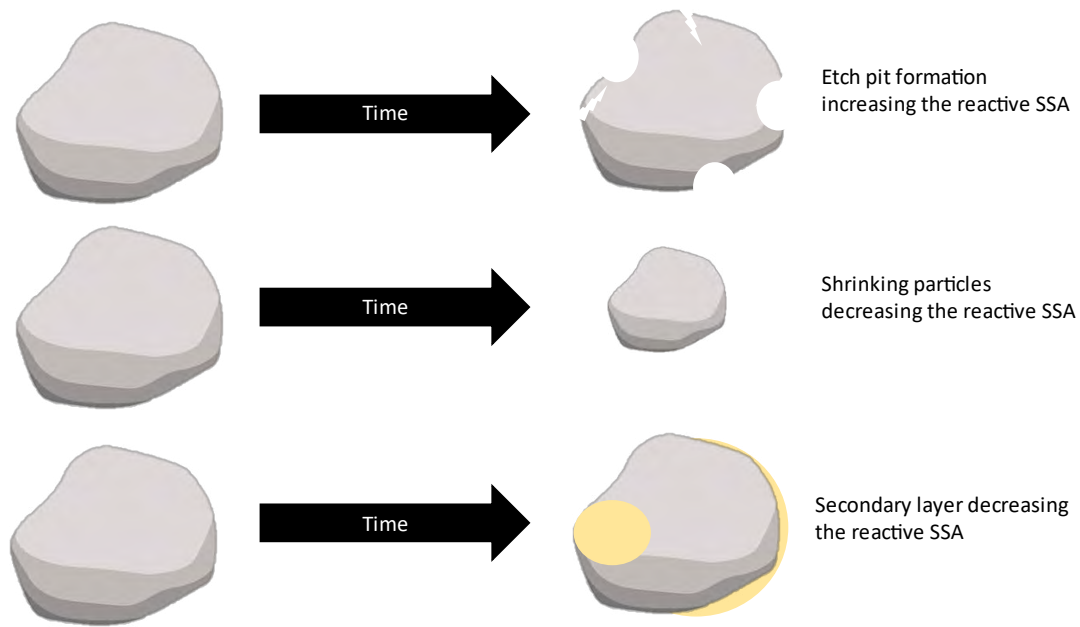 Time
Etch pit formation
increasing the reactive SSA
Time
Shrinking particles
decreasing the reactive SSA
Time
Secondary layer decreasing
the reactive SSA